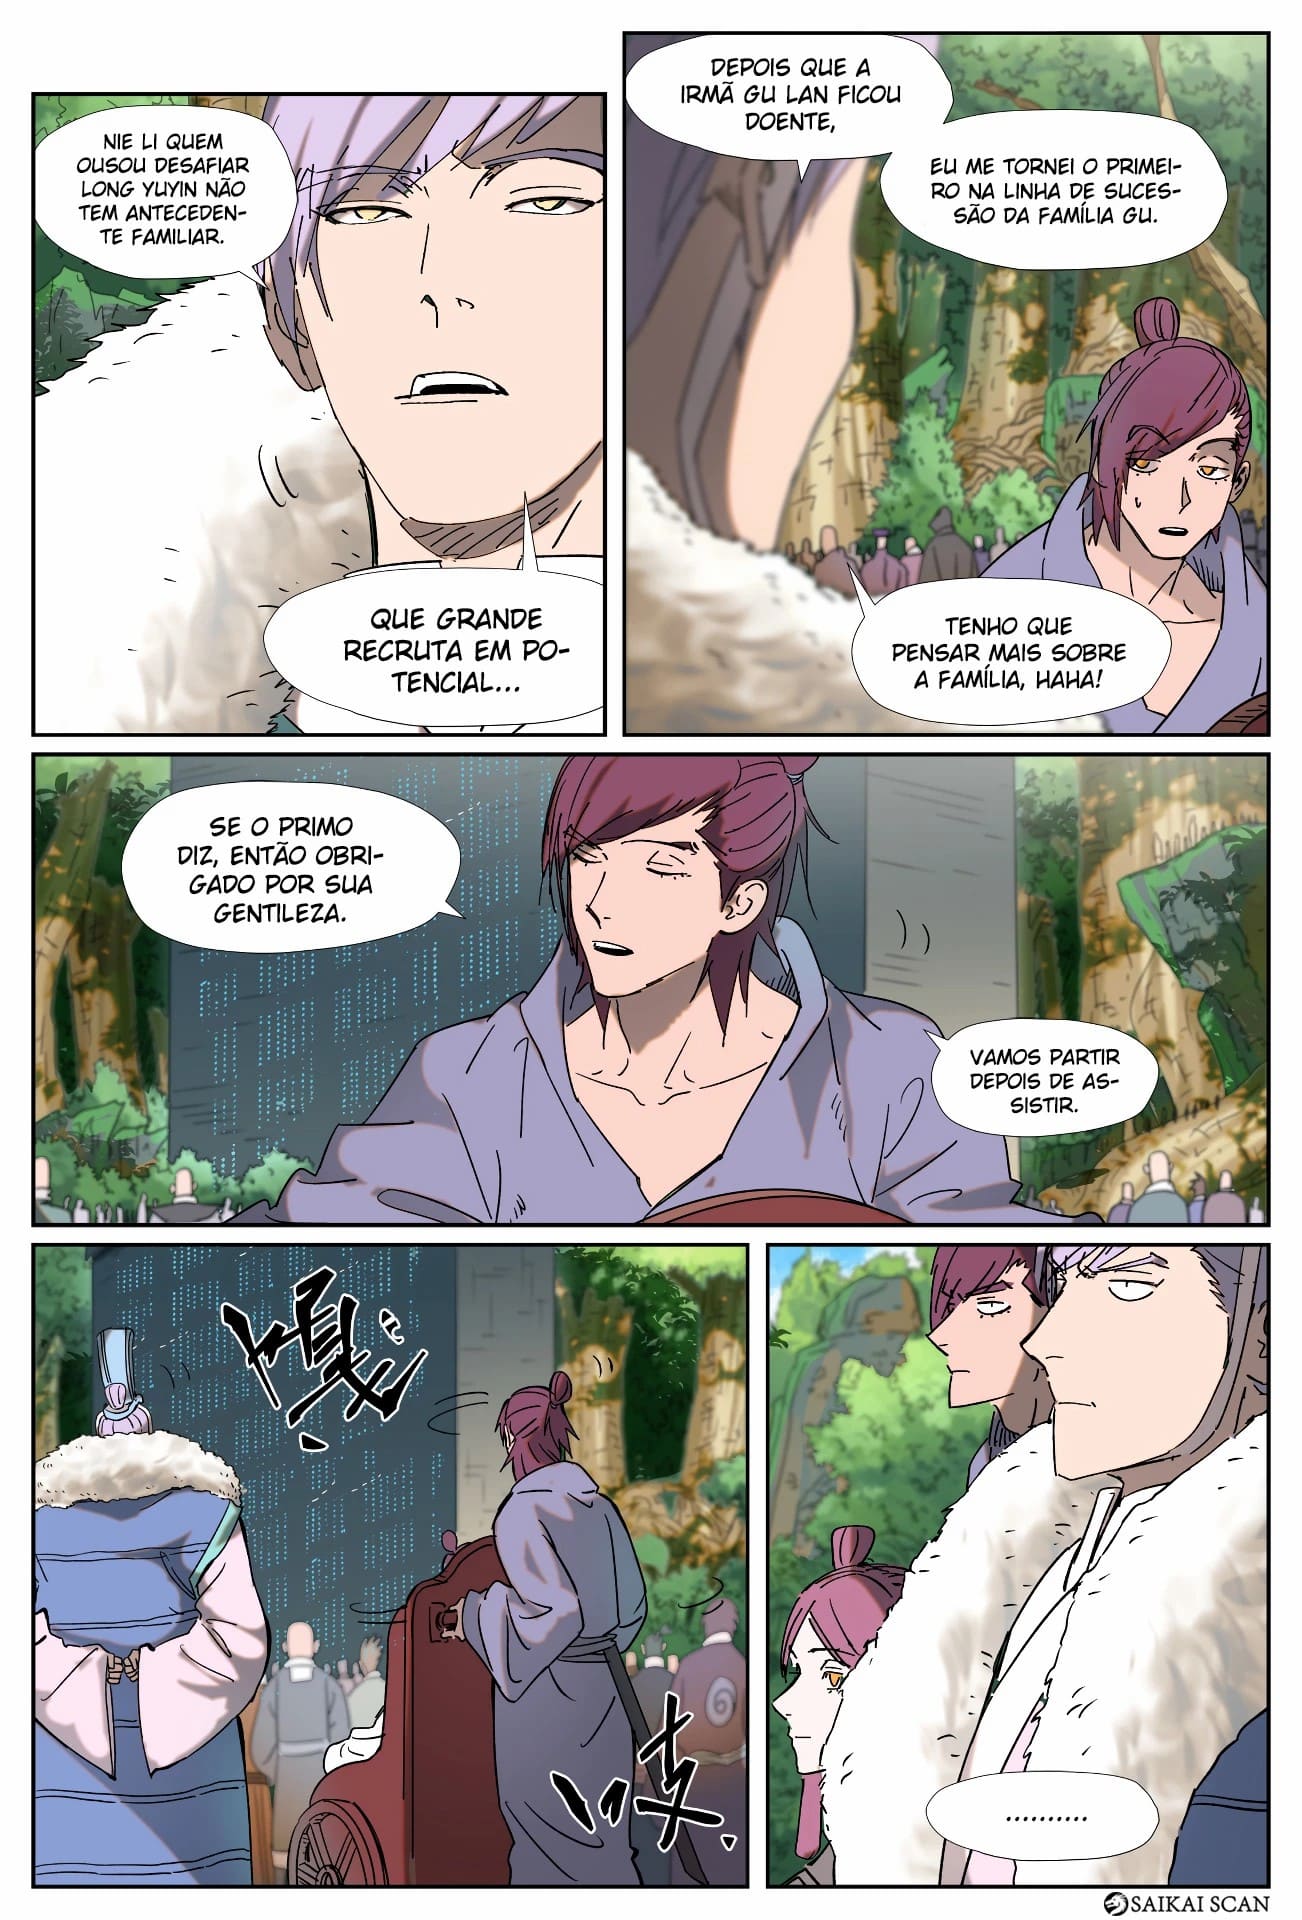 NIE LI QUEM
OUSOU DESAFIAR
LONG YUYIN NÃO
TEM ANTECEDEN-
TE FAMILIAR.
QUE GRANDE
RECRUTA EM PO-
TENCIAL...
DEPOIS QUE A
IRMÃ GU LAN FICOU
DOENTE,
EU ME TORNEI O PRIMEI-
RO NA LINHA DE SUCES-
SÃO DA FAMÍLIA GU.
TENHO QUE
PENSAR MAIS SOBRE
A FAMÍLIA, HAHA!
SE O PRIMO
DIZ, ENTÃO OBRI-
GADO POR SUA
GENTILEZA.
VAMOS PARTIR
DEPOIS DE AS-
SISTIR.
..........
SAIKAI SCAN